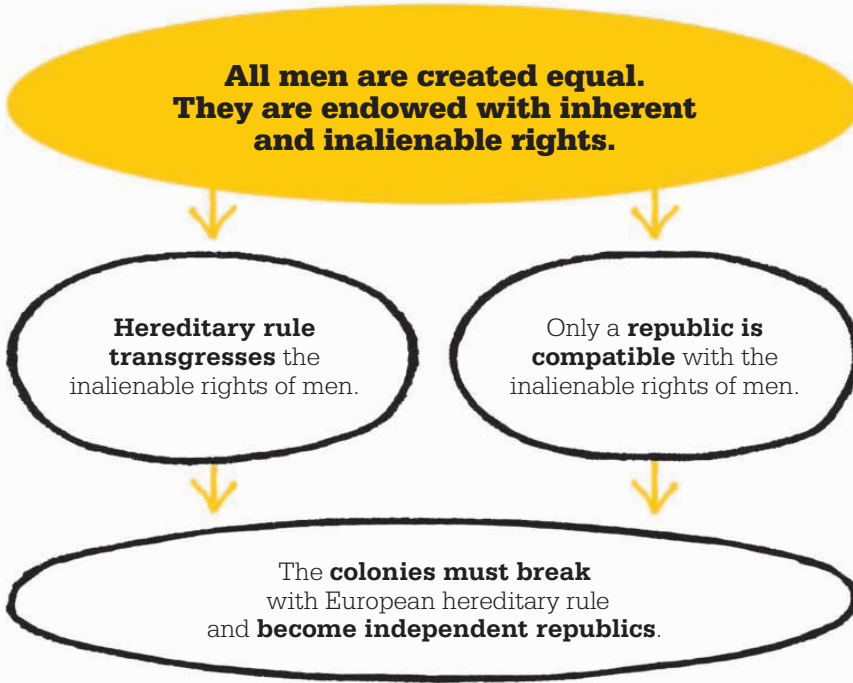 All men are created equal.
They are endowed with inherent
and inalienable rights.
Hereditary rule
transgresses the
inalienable rights of men.
Only a republic is
compatible with the
inalienable rights of men.
The colonies must break
with European hereditary rule
and become independent republics.